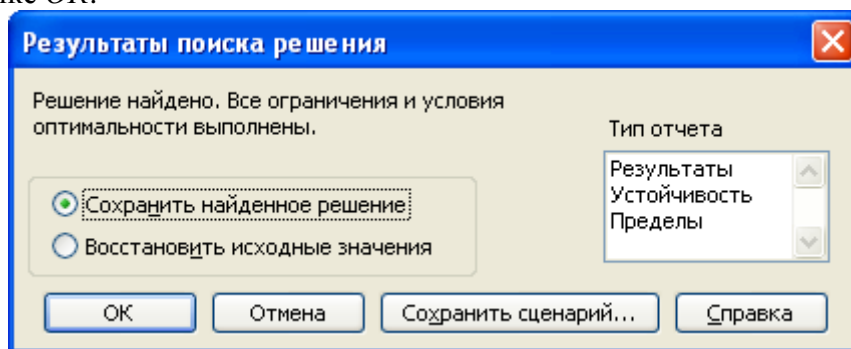 Результаты поиска решения
Решение найдено. Все ограничения и условия
оптимальности выполнены.
Тип отчета
Результаты
Устойчивость
Пределы
Сохранить найденное решение
Восстановить исходные значения
ОК
Отмена
Сохранить сценарий...
Справка